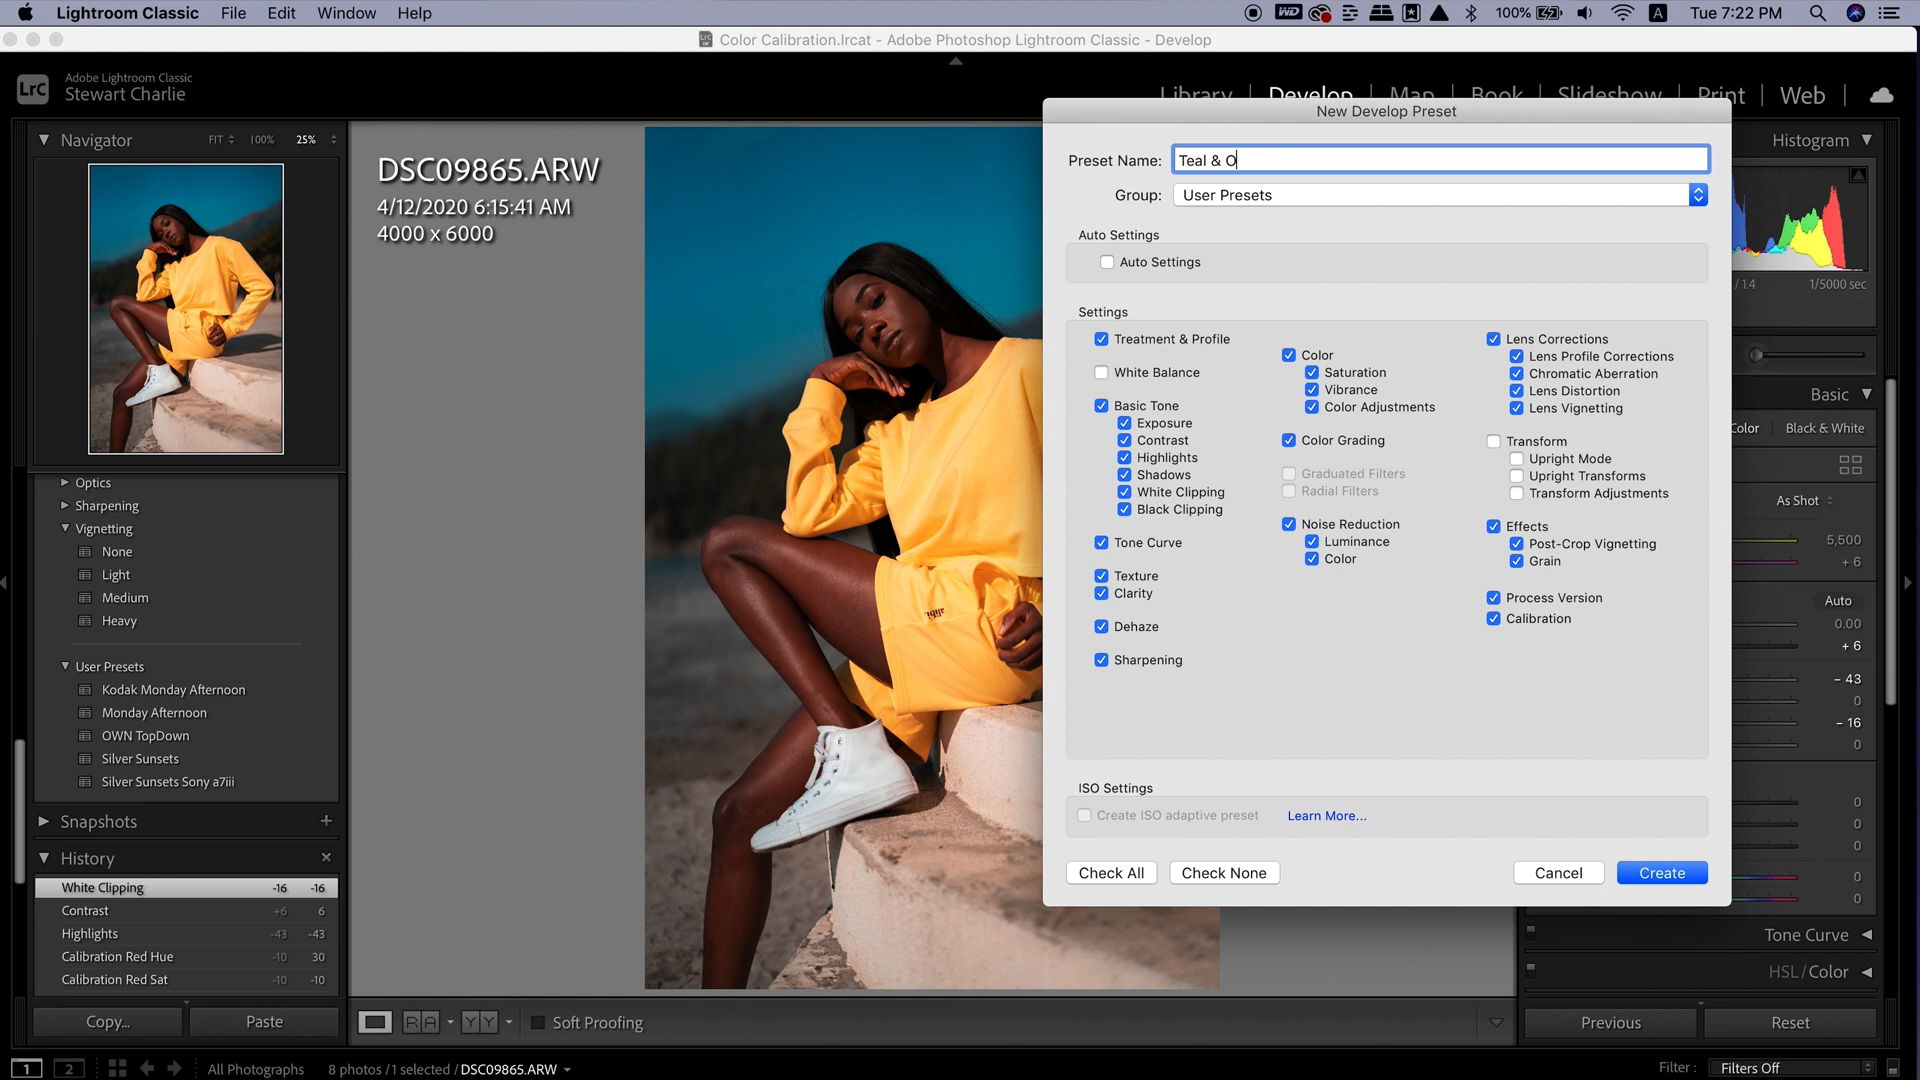 Lightroom Classic File Edit Window Help WD 100% A Tue 7:22 PM
LrC Color Calibration.lrcat - Adobe Photoshop Lightroom Classic - Develop
LrC Adobe Lightroom Classic
Stewart Charlie
Library | Develop | Map | Book | Slideshow | Print | Web |
Navigator FIT 100% 25%
Optics
Sharpening
Vignetting
None
Light
Medium
Heavy
User Presets
Kodak Monday Afternoon
Monday Afternoon
OWN TopDown
Silver Sunsets
Silver Sunsets Sony a7iii
Snapshots +
History ×
White Clipping -16 -16
Contrast +6 6
Highlights -43 -43
Calibration Red Hue -10 30
Calibration Red Sat -10 -10
Copy... Paste
DSC09865.ARW
4/12/2020 6:15:41 AM
4000 x 6000
New Develop Preset
Preset Name: Teal & O
Group: User Presets
Auto Settings
Auto Settings
Settings
Treatment & Profile
White Balance
Basic Tone
Exposure
Contrast
Highlights
Shadows
White Clipping
Black Clipping
Tone Curve
Texture
Clarity
Dehaze
Sharpening
Color
Saturation
Vibrance
Color Adjustments
Color Grading
Graduated Filters
Radial Filters
Noise Reduction
Luminance
Color
Lens Corrections
Lens Profile Corrections
Chromatic Aberration
Lens Distortion
Lens Vignetting
Transform
Upright Mode
Upright Transforms
Transform Adjustments
Effects
Post-Crop Vignetting
Grain
Process Version
Calibration
ISO Settings
Create ISO adaptive preset Learn More...
Check All Check None Cancel Create
Histogram
/ 1.4 1/5000 sec
Basic
Color Black & White
As Shot
5,500
+ 6
Auto
0.00
+ 6
- 43
0
- 16
0
0
0
0
0
0
Tone Curve
HSL / Color
Previous Reset
R A Y Y Soft Proofing
1 2 All Photographs 8 photos / 1 selected / DSC09865.ARW Filter : Filters Off